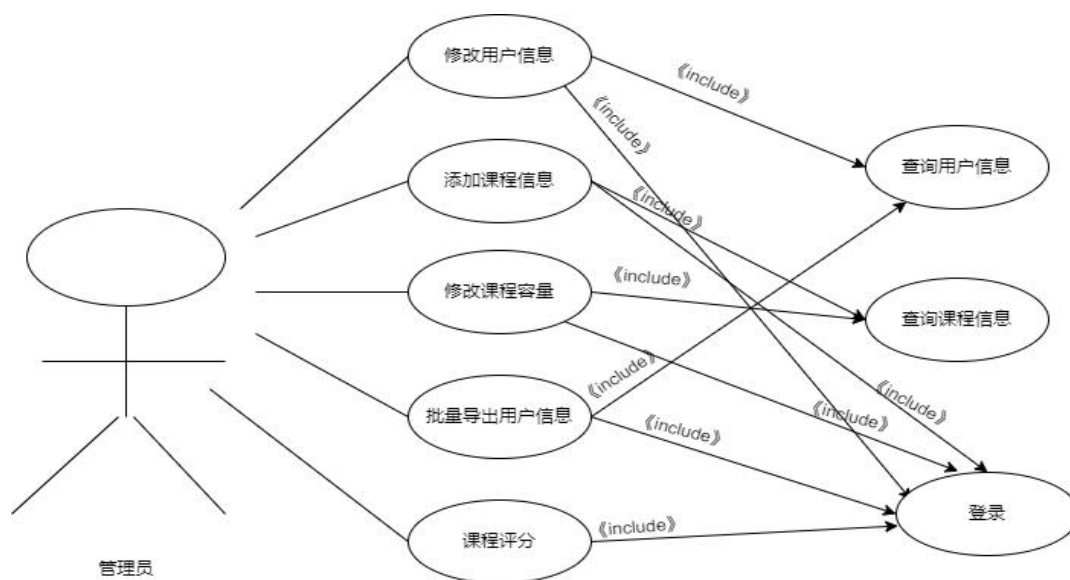 修改用户信息
《include》
《include》
添加课程信息
查询用户信息
《include》
修改课程容量
《include》
查询课程信息
《include》
批量导出用户信息
《include》
《include》
《include》
课程评分
《include》
登录
管理员